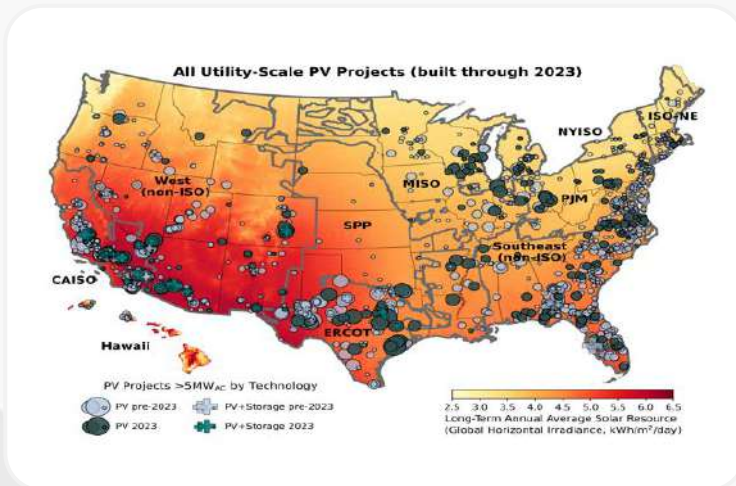 All Utility-Scale PV Projects (built through 2023)
ISO-NE
NYISO
West
(non-ISO)
MISO
PJM
SPP
Southeast
(non-ISO)
CAISO
ERCOT
Hawaii
PV Projects >5MWAC by Technology
PV pre-2023
PV+Storage pre-2023
PV 2023
PV+Storage 2023
2.5 3.0 3.5 4.0 4.5 5.0 5.5 6.0 6.5
Long-Term Annual Average Solar Resource
(Global Horizontal Irradiance, kWh/m²/day)